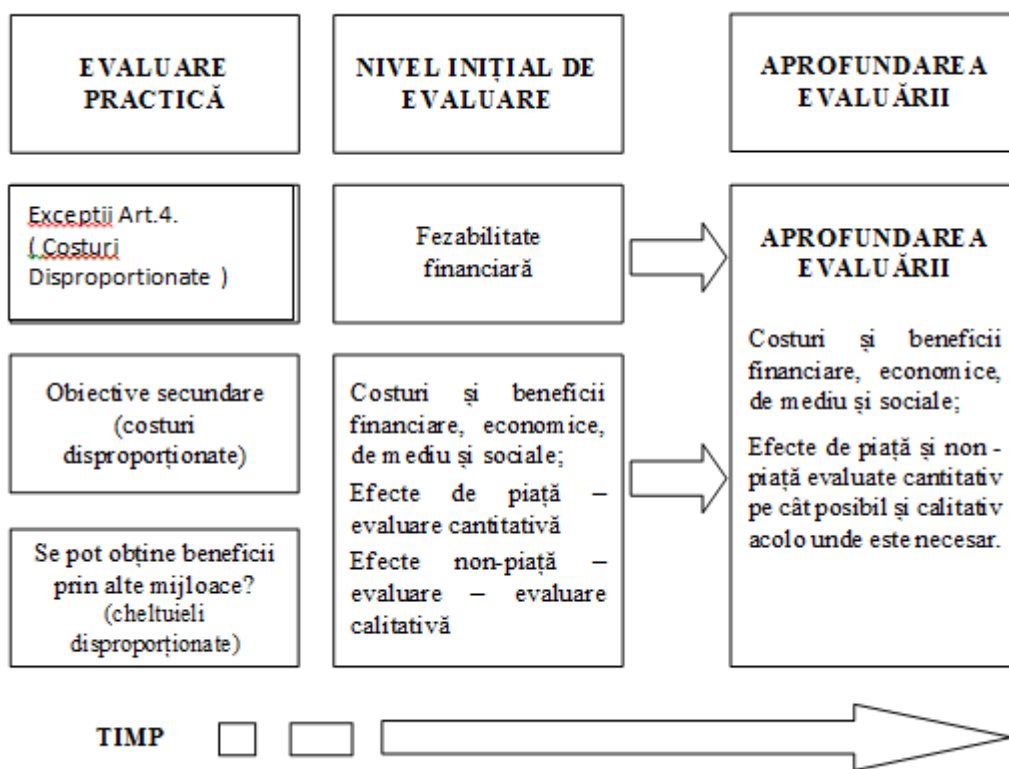 EVALUARE
PRACTICĂ
NIVEL INIȚIAL DE
EVALUARE
APROFUNDAREA
EVALUĂRII
Exceptii Art.4.
( Costuri
Disproportionate )
Fezabilitate
financiară
APROFUNDAREA
EVALUĂRII
Costuri și beneficii
financiare, economice,
de mediu și sociale;
Efecte de piață și non -
piață evaluate cantitativ
pe cât posibil și calitativ
acolo unde este necesar.
Obiective secundare
(costuri
disproporționate)
Costuri și beneficii
financiare, economice,
de mediu și sociale;
Efecte de piață –
evaluare cantitativă
Efecte non-piață –
evaluare – evaluare
calitativă
Se pot obține beneficii
prin alte mijloace?
(cheltuieli
disproporționate)
TIMP